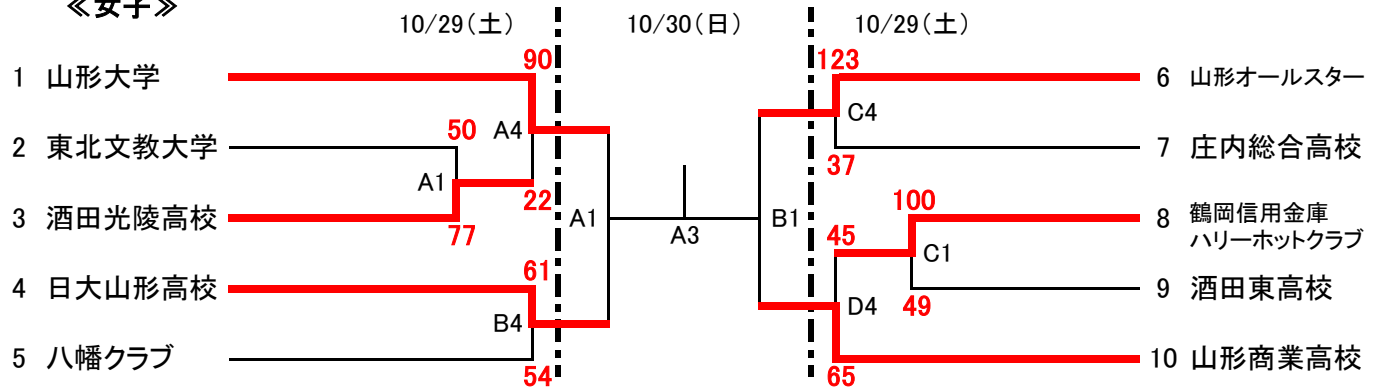 ≪女子≫
10/29(土)
10/30(日)
10/29(土)
1 山形大学
2 東北文教大学
3 酒田光陵高校
4 日大山形高校
5 八幡クラブ
90
50
A4
A1
22
77
61
B4
54
A1
A3
B1
123
C4
37
100
45
C1
49
D4
65
6 山形オールスター
7 庄内総合高校
8 鶴岡信用金庫
ハリーホットクラブ
9 酒田東高校
10 山形商業高校